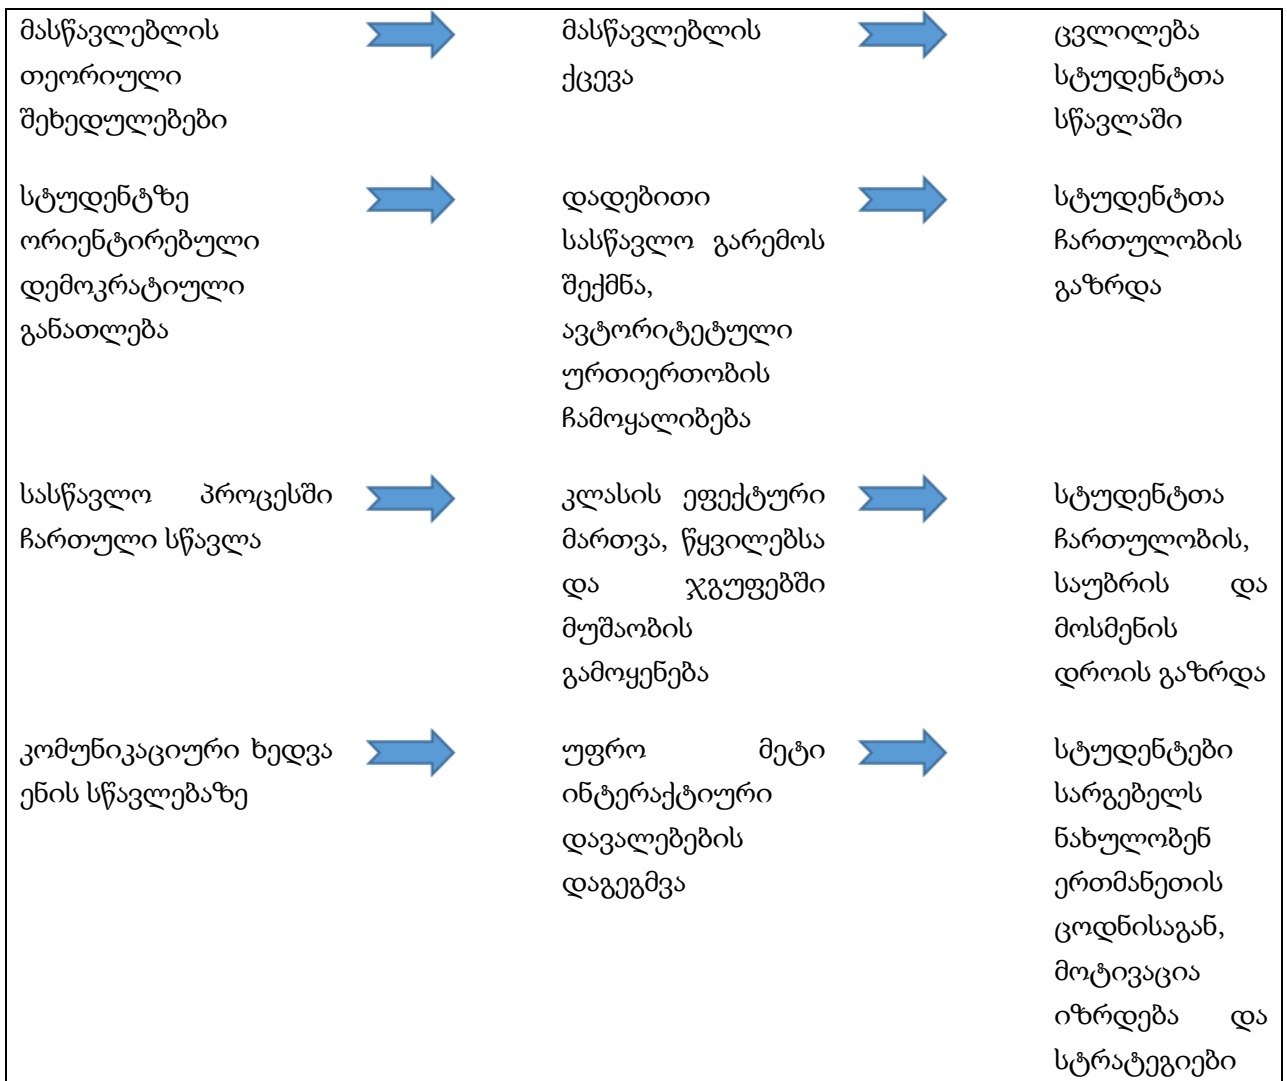 მასწავლებლის
თეორიული
შეხედულებები
მასწავლებლის
ქცევა
ცვლილება
სტუდენტთა
სწავლაში
სტუდენტზე
ორიენტირებული
დემოკრატიული
განათლება
დადებითი
სასწავლო გარემოს
შექმნა,
ავტორიტეტული
ურთიერთობის
ჩამოყალიბება
სტუდენტთა
ჩართულობის
გაზრდა
სასწავლო პროცესში
ჩართული სწავლა
კლასის ეფექტური
მართვა, წყვილებსა
და ჯგუფებში
მუშაობის
გამოყენება
სტუდენტთა
ჩართულობის,
საუბრის და
მოსმენის
დროის გაზრდა
კომუნიკაციური ხედვა
ენის სწავლებაზე
უფრო მეტი
ინტერაქტიური
დავალებების
დაგეგმვა
სტუდენტები
სარგებელს
ნახულობენ
ერთმანეთის
ცოდნისაგან,
მოტივაცია
იზრდება და
სტრატეგიები